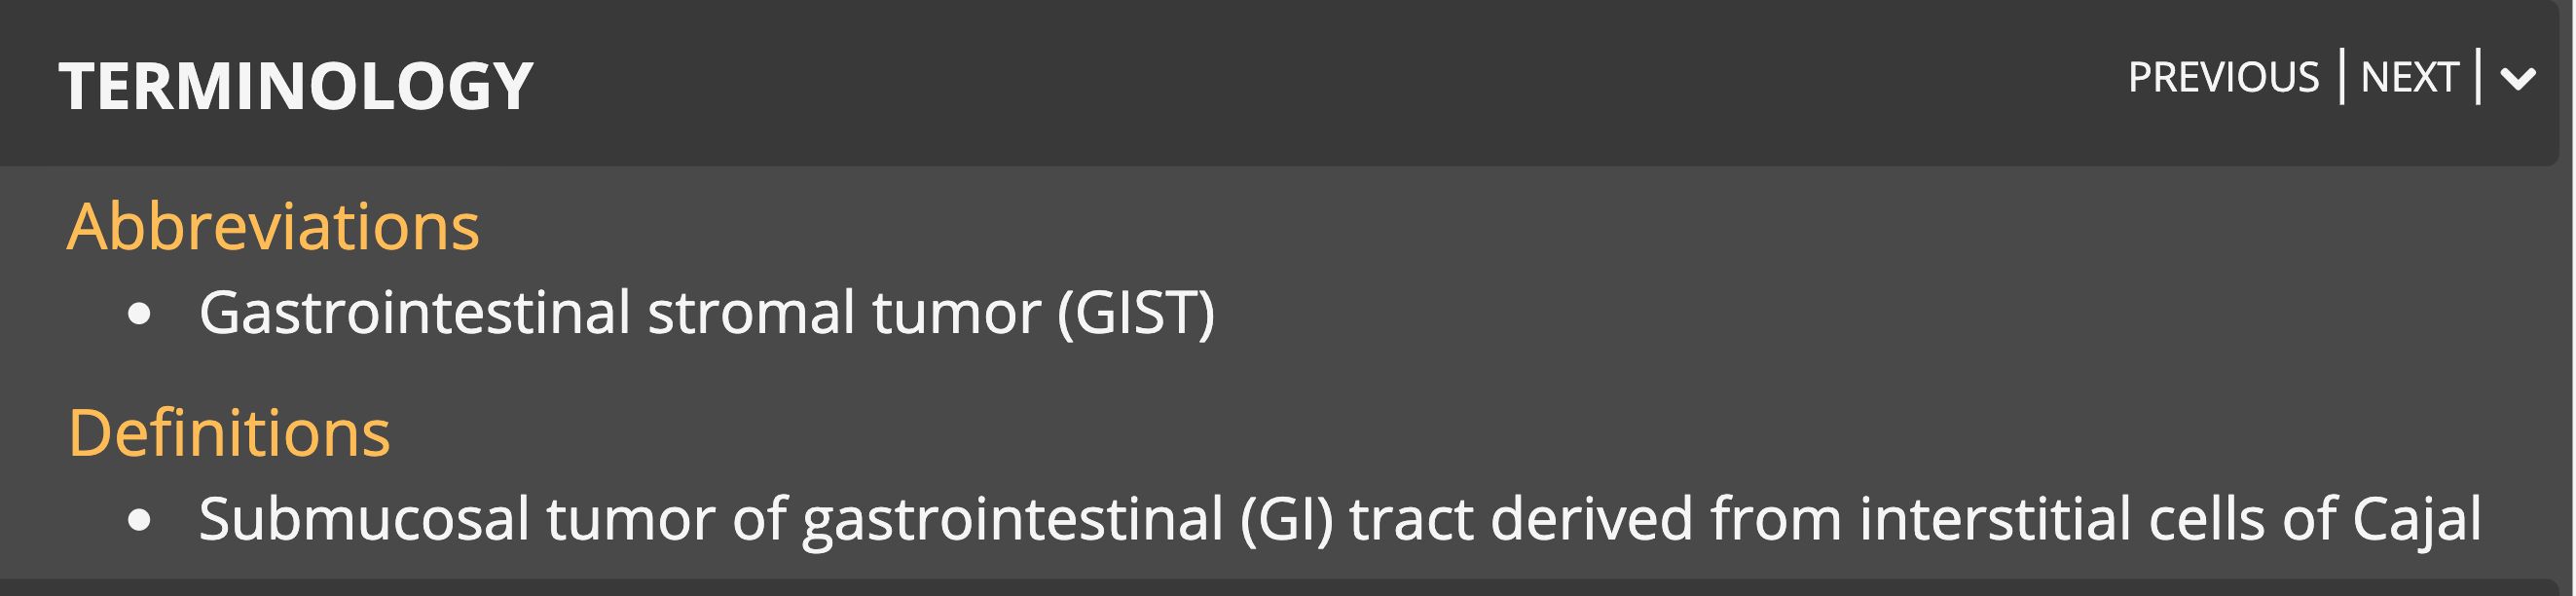 TERMINOLOGY
PREVIOUS | NEXT |
Abbreviations
• Gastrointestinal stromal tumor (GIST)
Definitions
• Submucosal tumor of gastrointestinal (GI) tract derived from interstitial cells of Cajal